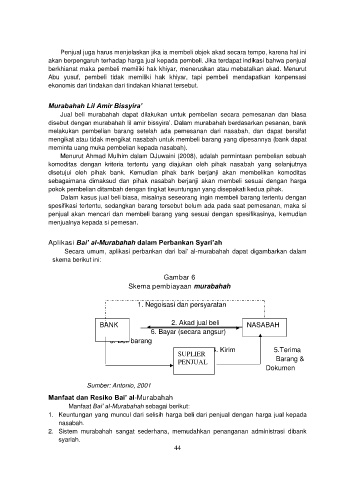 Penjual juga harus menjelaskan jika ia membeli objek akad secara tempo, karena hal ini
akan berpengaruh terhadap harga jual kepada pembeli. Jika terdapat indikasi bahwa penjual
berkhianat maka pembeli memiliki hak khiyar, meneruskan atau mebatalkan akad. Menurut
Abu yusuf, pembeli tidak memiliki hak khiyar, tapi pembeli mendapatkan konpensasi
ekonomis dari tindakan dari tindakan khianat tersebut.
Murabahah Lil Amir Bissyira'
Jual beli murabahah dapat dilakukan untuk pembelian secara pemesanan dan biasa
disebut dengan murabahah lil amir bissyira'. Dalam murabahah berdasarkan pesanan, bank
melakukan pembelian barang setelah ada pemesanan dari nasabah, dan dapat bersifat
mengikat atau tidak mengikat nasabah untuk membeli barang yang dipesannya (bank dapat
meminta uang muka pembelian kepada nasabah).
Menurut Ahmad Mulhim dalam DJuwaini (2008), adalah permintaan pembelian sebuah
komoditas dengan kriteria tertentu yang diajukan oleh pihak nasabah yang selanjutnya
disetujui oleh pihak bank. Kemudian pihak bank berjanji akan membelikan komoditas
sebagaimana dimaksud dan pihak nasabah berjanji akan membeli sesuai dengan harga
pokok pembelian ditambah dengan tingkat keuntungan yang disepakati kedua pihak.
Dalam kasus jual beli biasa, misalnya seseorang ingin membeli barang tertentu dengan
spesifikasi tertentu, sedangkan barang tersebut belum ada pada saat pemesanan, maka si
penjual akan mencari dan membeli barang yang sesuai dengan spesifikasinya, kemudian
menjualnya kepada si pemesan.
Aplikasi Bai' al-Murabahah dalam Perbankan Syari'ah
Secara umum, aplikasi perbankan dari bai' al-murabahah dapat digambarkan dalam
skema berikut ini:
Gambar 6
Skema pembiayaan murabahah
1. Negoisasi dan persyaratan
BANK
2. Akad jual beli
NASABAH
6. Bayar (secara angsur)
barang
SUPLIER
PENJUAL
Kirim
5.Terima
Barang &
Dokumen
Sumber: Antonio, 2001
Manfaat dan Resiko Bai' al-Murabahah
Manfaat Bai' al-Murabahah sebagai berikut:
1. Keuntungan yang muncul dari selisih harga beli dari penjual dengan harga jual kepada
nasabah.
2. Sistem murabahah sangat sederhana, memudahkan penanganan administrasi dibank
syariah.
44